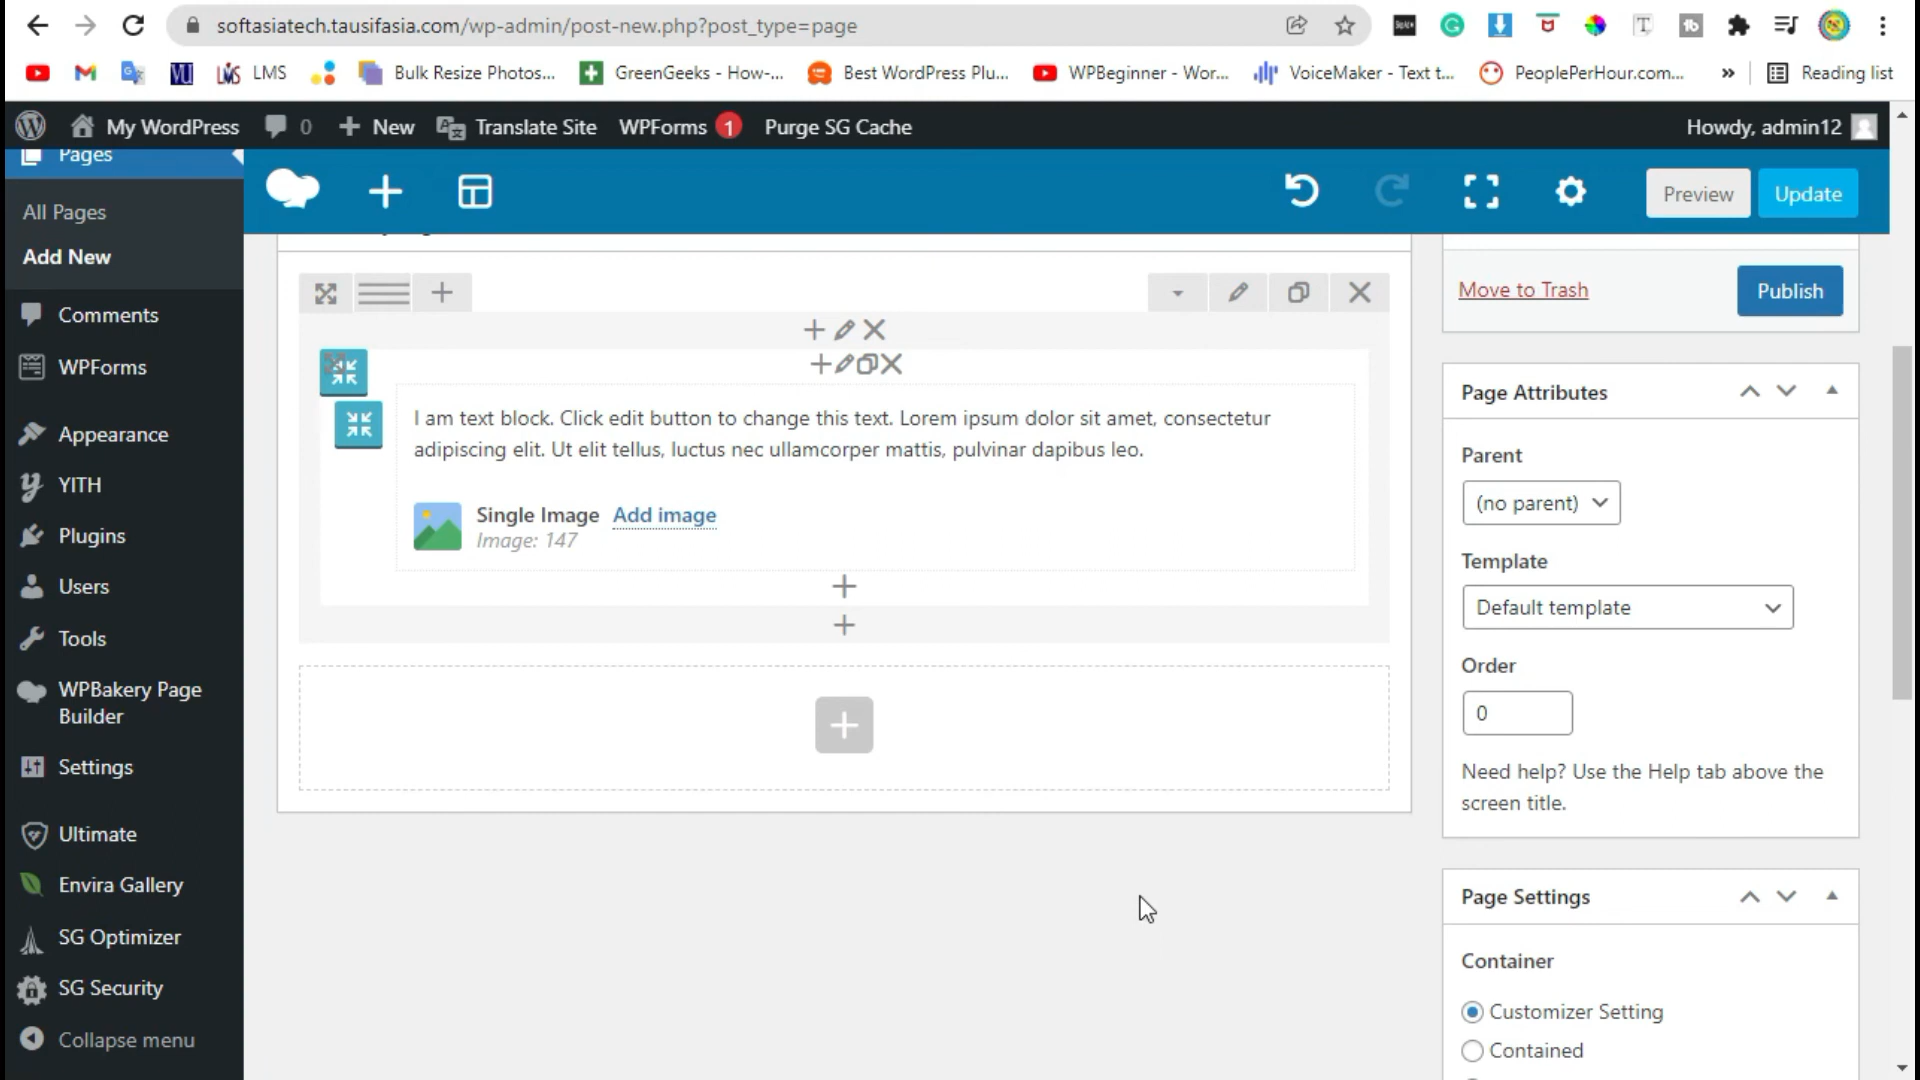 softasiatech.tausifasia.com/wp-admin/post-new.php?post_type=page
LMS
Bulk Resize Photos...
GreenGeeks - How-...
Best WordPress Plu...
WPBeginner - Wor...
VoiceMaker - Text t...
PeoplePerHour.com...
»
Reading list
My WordPress
0
New
Translate Site
WPForms 1
Purge SG Cache
Howdy, admin12
Pages
All Pages
Add New
Comments
WPForms
Appearance
YITH
Plugins
Users
Tools
WPBakery Page
Builder
Settings
Ultimate
Envira Gallery
SG Optimizer
SG Security
Collapse menu
Preview
Update
I am text block. Click edit button to change this text. Lorem ipsum dolor sit amet, consectetur
adipiscing elit. Ut elit tellus, luctus nec ullamcorper mattis, pulvinar dapibus leo.
Single Image Add image
Image: 147
Move to Trash
Publish
Page Attributes
Parent
(no parent)
Template
Default template
Order
0
Need help? Use the Help tab above the
screen title.
Page Settings
Container
Customizer Setting
Contained